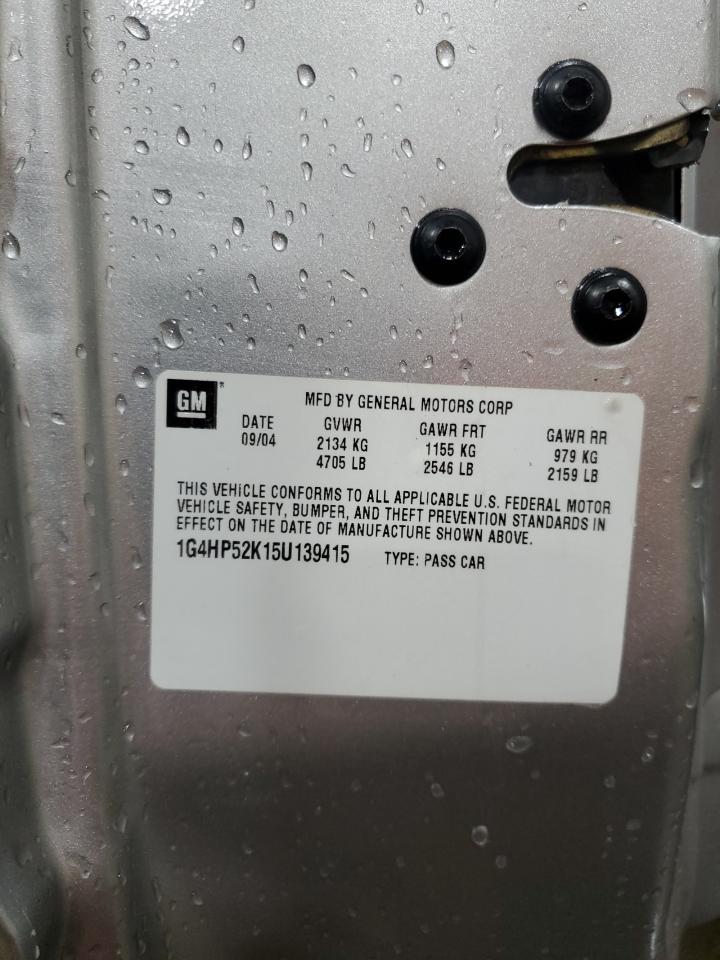 GM ®
MFD BY GENERAL MOTORS CORP
DATE GVWR GAWR FRT GAWR RR
09/04 2134 KG 1155 KG 979 KG
4705 LB 2546 LB 2159 LB
THIS VEHICLE CONFORMS TO ALL APPLICABLE U.S. FEDERAL MOTOR
VEHICLE SAFETY, BUMPER, AND THEFT PREVENTION STANDARDS IN
EFFECT ON THE DATE OF MANUFACTURE SHOWN ABOVE.
1G4HP52K15U139415 TYPE: PASS CAR